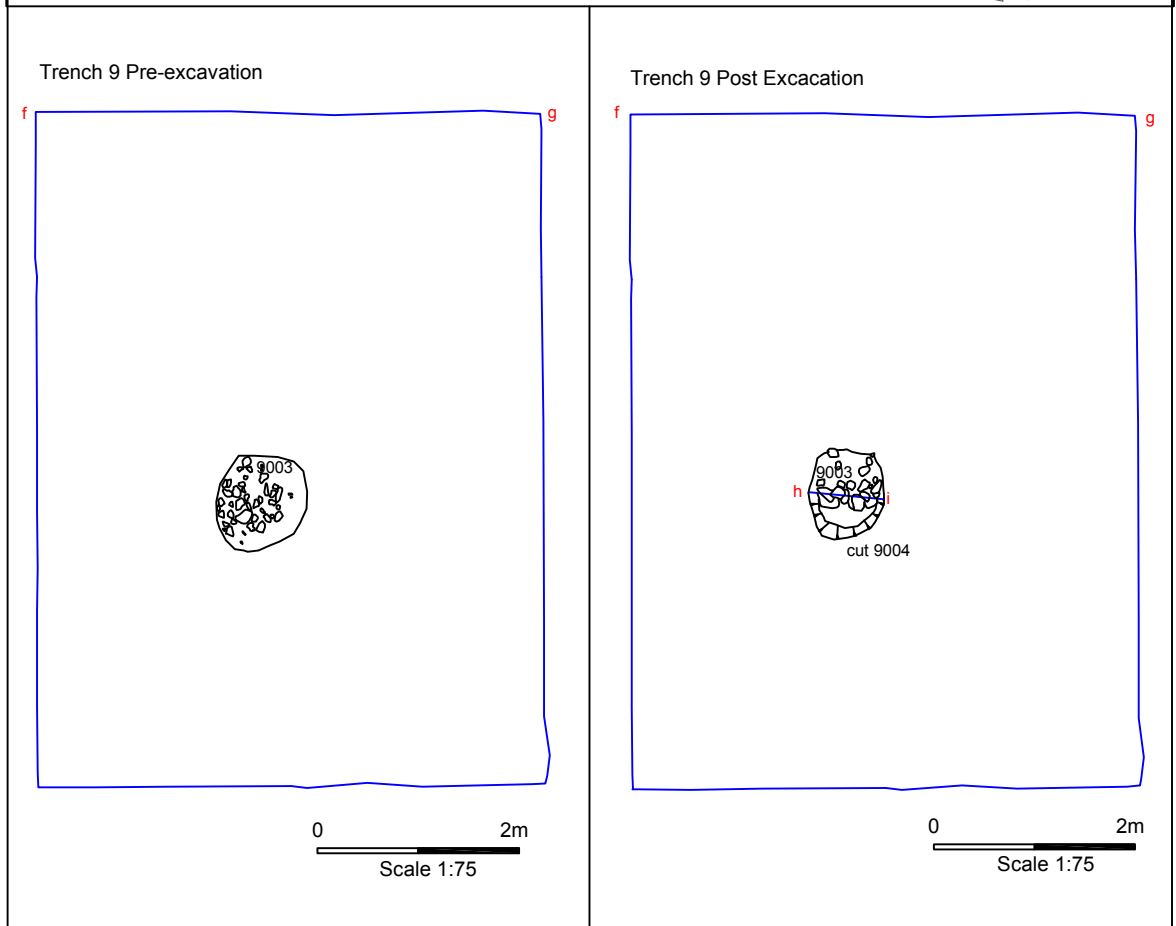 Trench 9 Pre-excavation
f
g
9003
0 2m
Scale 1:75
Trench 9 Post Excacation
f
g
9003
h
i
cut 9004
0 2m
Scale 1:75